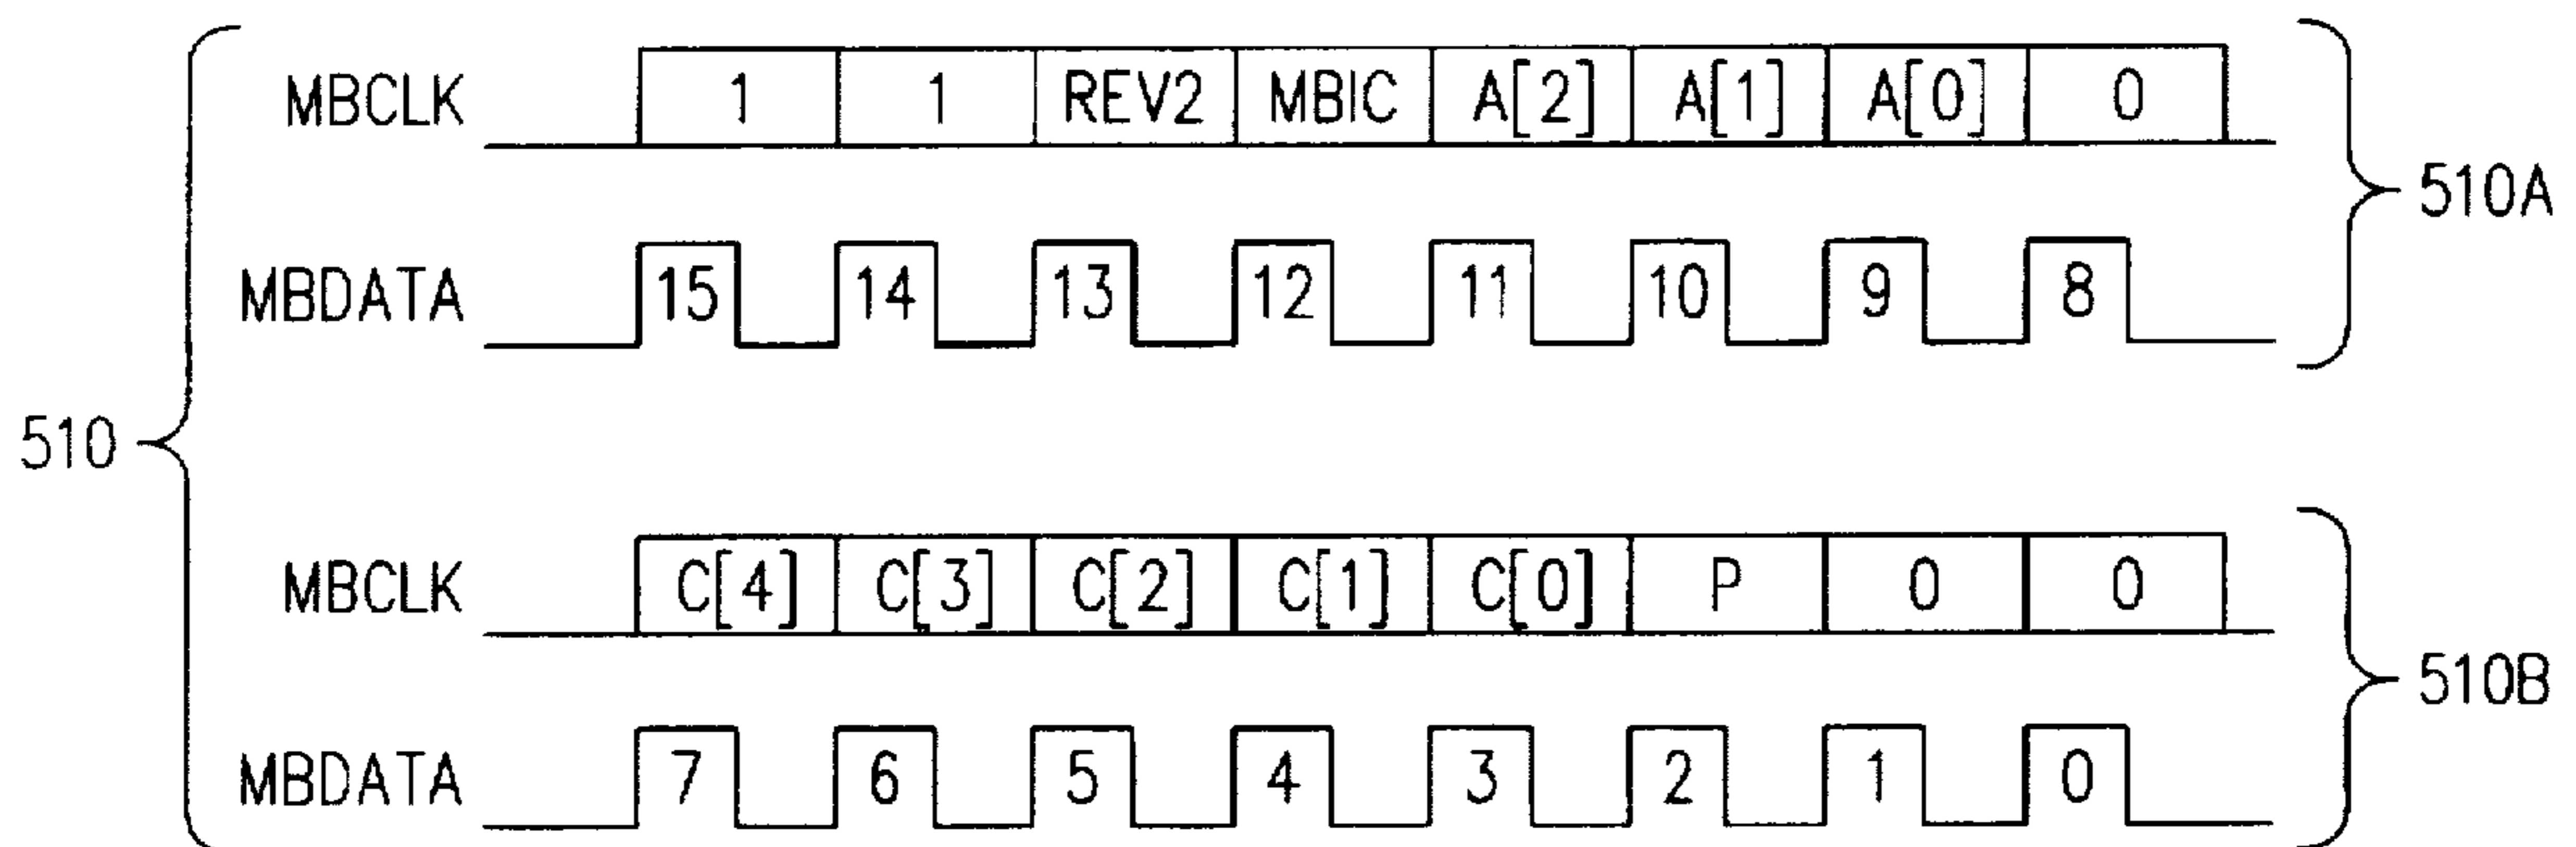 MBCLK 1 1 REV2 MBIC A[2] A[1] A[0] 0
510A
MBDATA 15 14 13 12 11 10 9 8
510
MBCLK C[4] C[3] C[2] C[1] C[0] P 0 0
510B
MBDATA 7 6 5 4 3 2 1 0